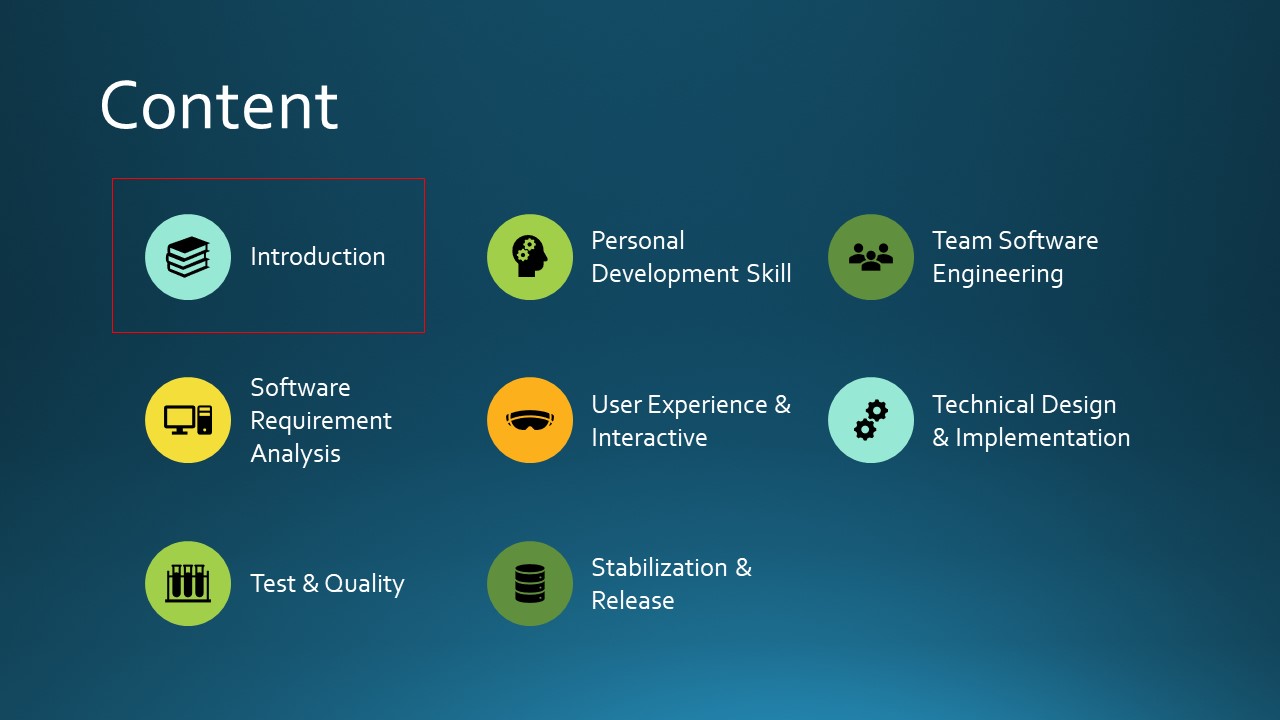 Content
Introduction
Personal
Development Skill
Team Software
Engineering
Software
Requirement
Analysis
User Experience &
Interactive
Technical Design
& Implementation
Test & Quality
Stabilization &
Release